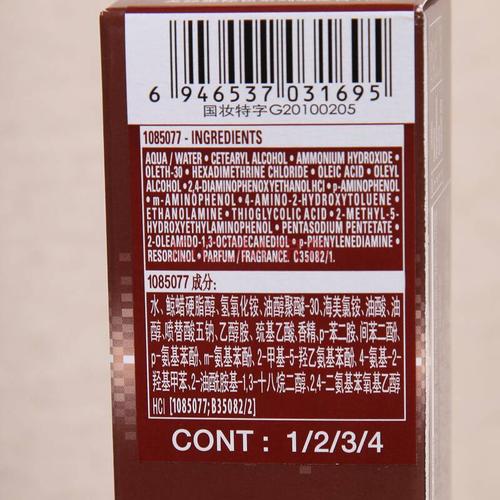 6 946537 031695
国妆特字G20100205
1085077 - INGREDIENTS
AQUA / WATER • CETEARYL ALCOHOL • AMMONIUM HYDROXIDE •
OLETH-30 • HEXADIMETHRINE CHLORIDE • OLEIC ACID • OLEYL
ALCOHOL • 2,4-DIAMINOPHENOXYETHANOL HCl • p-AMINOPHENOL
• m-AMINOPHENOL • 4-AMINO-2-HYDROXYTOLUENE •
ETHANOLAMINE • THIOGLYCOLIC ACID • 2-METHYL-5-
HYDROXYETHYLAMINOPHENOL • PENTASODIUM PENTETATE •
2-OLEAMIDO-1,3-OCTADECANEDIOL • p-PHENYLENEDIAMINE •
RESORCINOL • PARFUM / FRAGRANCE. C35082/1.
1085077 成分:
水、鲸蜡硬脂醇、氢氧化铵、油醇聚醚-30、海美氯铵、油酸、油
醇、喷替酸五钠、乙醇胺、巯基乙酸、香精、p-苯二胺、间苯二酚、
p-氨基苯酚、m-氨基苯酚、2-甲基-5-羟乙氨基苯酚、4-氨基-2-
羟基甲苯、2-油酰胺基-1,3-十八烷二醇、2,4-二氨基苯氧基乙醇
HCl [1085077;B35082/2]
CONT : 1/2/3/4